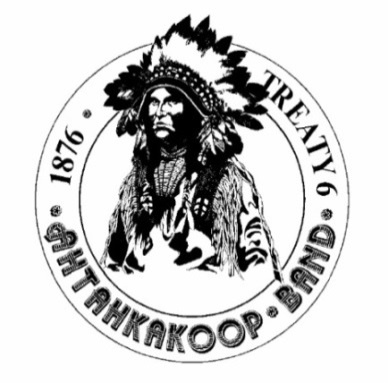 1876 • TREATY 6
• AHTAHKAKOOP • BAND •